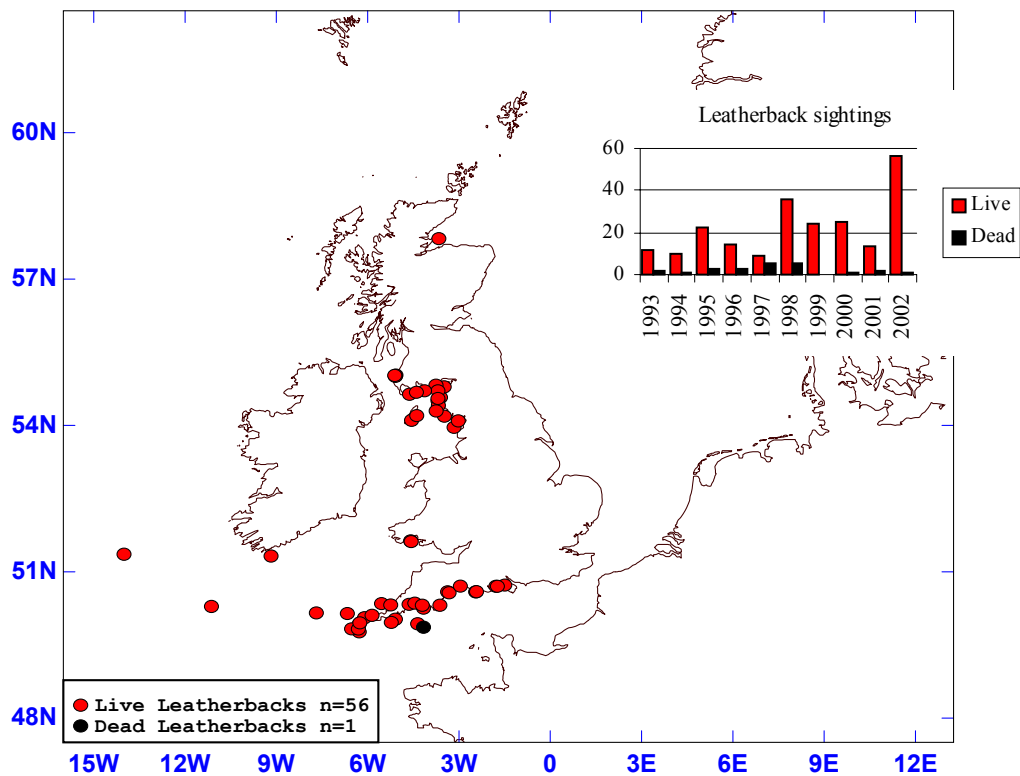 60N
57N
54N
51N
48N
15W 12W 9W 6W 3W 0 3E 6E 9E 12E
Leatherback sightings
60
40
20
0
1993 1994 1995 1996 1997 1998 1999 2000 2001 2002
Live
Dead
Live Leatherbacks n=56
Dead Leatherbacks n=1